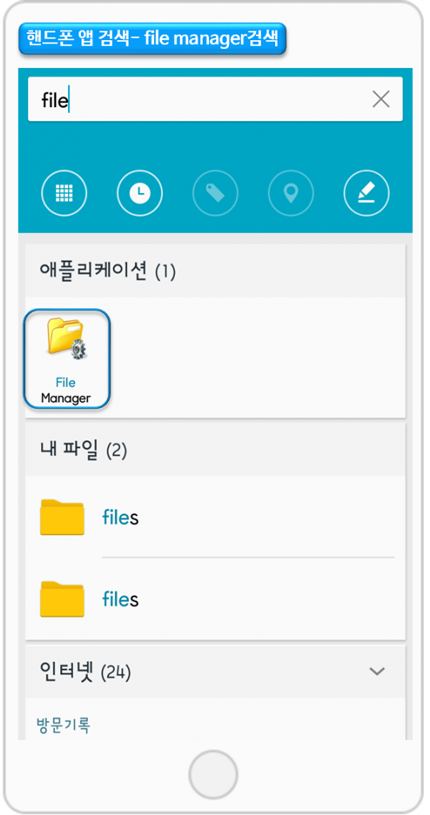 핸드폰 앱 검색- file manager검색
file
애플리케이션 (1)
File
Manager
내 파일 (2)
files
files
인터넷 (24)
방문기록